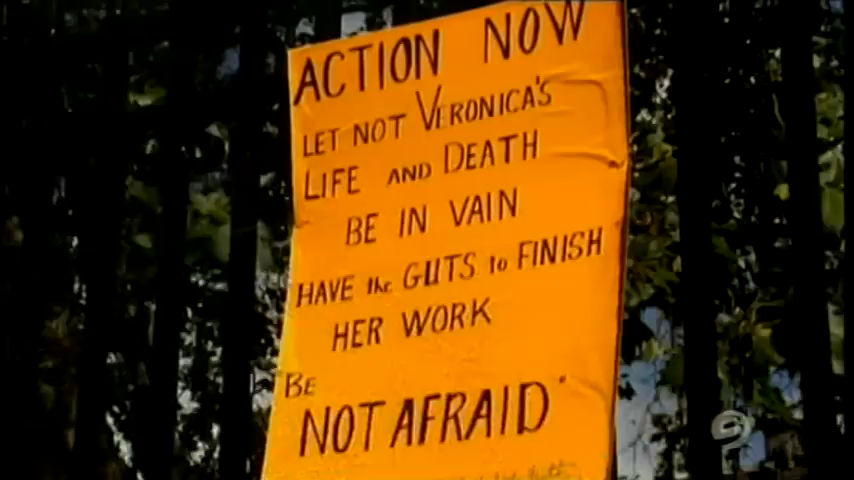 ACTION NOW
LET NOT VERONICA'S
LIFE AND DEATH
BE IN VAIN
HAVE the GUTS to FINISH
HER WORK
BE
NOT AFRAID